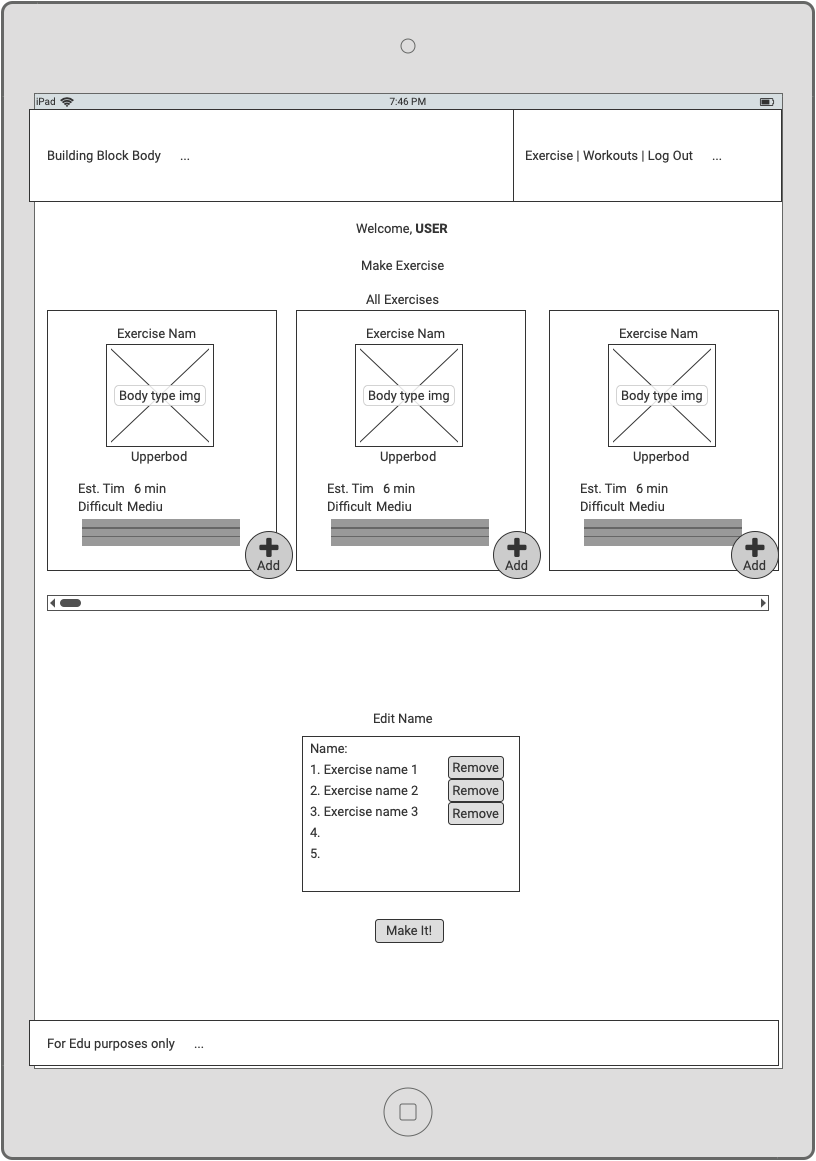 iPad 7:46 PM
Building Block Body ... Exercise | Workouts | Log Out ...
Welcome, USER
Make Exercise
All Exercises
Exercise Nam Exercise Nam Exercise Nam
Body type img Body type img Body type img
Upperbod Upperbod Upperbod
Est. Tim 6 min Est. Tim 6 min Est. Tim 6 min
Difficult Mediu Difficult Mediu Difficult Mediu
Add Add Add
Edit Name
Name:
1. Exercise name 1 Remove
2. Exercise name 2 Remove
3. Exercise name 3 Remove
4.
5.
Make It!
For Edu purposes only ...